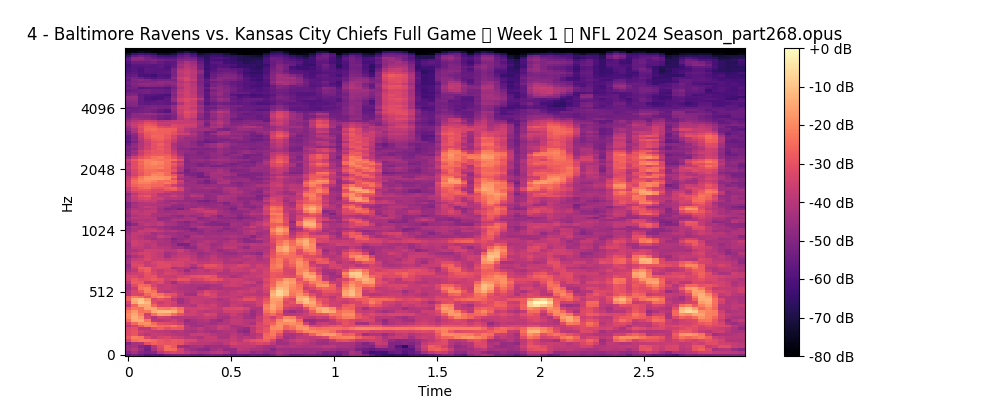 4 - Baltimore Ravens vs. Kansas City Chiefs Full Game ▯ Week 1 ▯ NFL 2024 Season_part268.opus
+0 dB
-10 dB
-20 dB
-30 dB
-40 dB
-50 dB
-60 dB
-70 dB
-80 dB
4096
2048
1024
512
0
Hz
0
0.5
1
1.5
2
2.5
Time